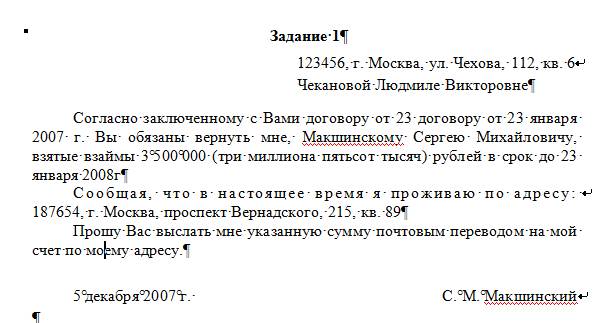 Задание 1
123456, г. Москва, ул. Чехова, 112, кв. 6
Чекановой Людмиле Викторовне
Согласно заключенному с Вами договору от 23 договору от 23 января
2007 г. Вы обязаны вернуть мне, Макшинскому Сергею Михайловичу,
взятые взаймы 3 500 000 (три миллиона пятьсот тысяч) рублей в срок до 23
января 2008г
Сообщая, что в настоящее время я проживаю по адресу:
187654, г. Москва, проспект Вернадского, 215, кв. 89
Прошу Вас выслать мне указанную сумму почтовым переводом на мой
счет по моему адресу.
5 декабря 2007 г. С. М. Макшинский